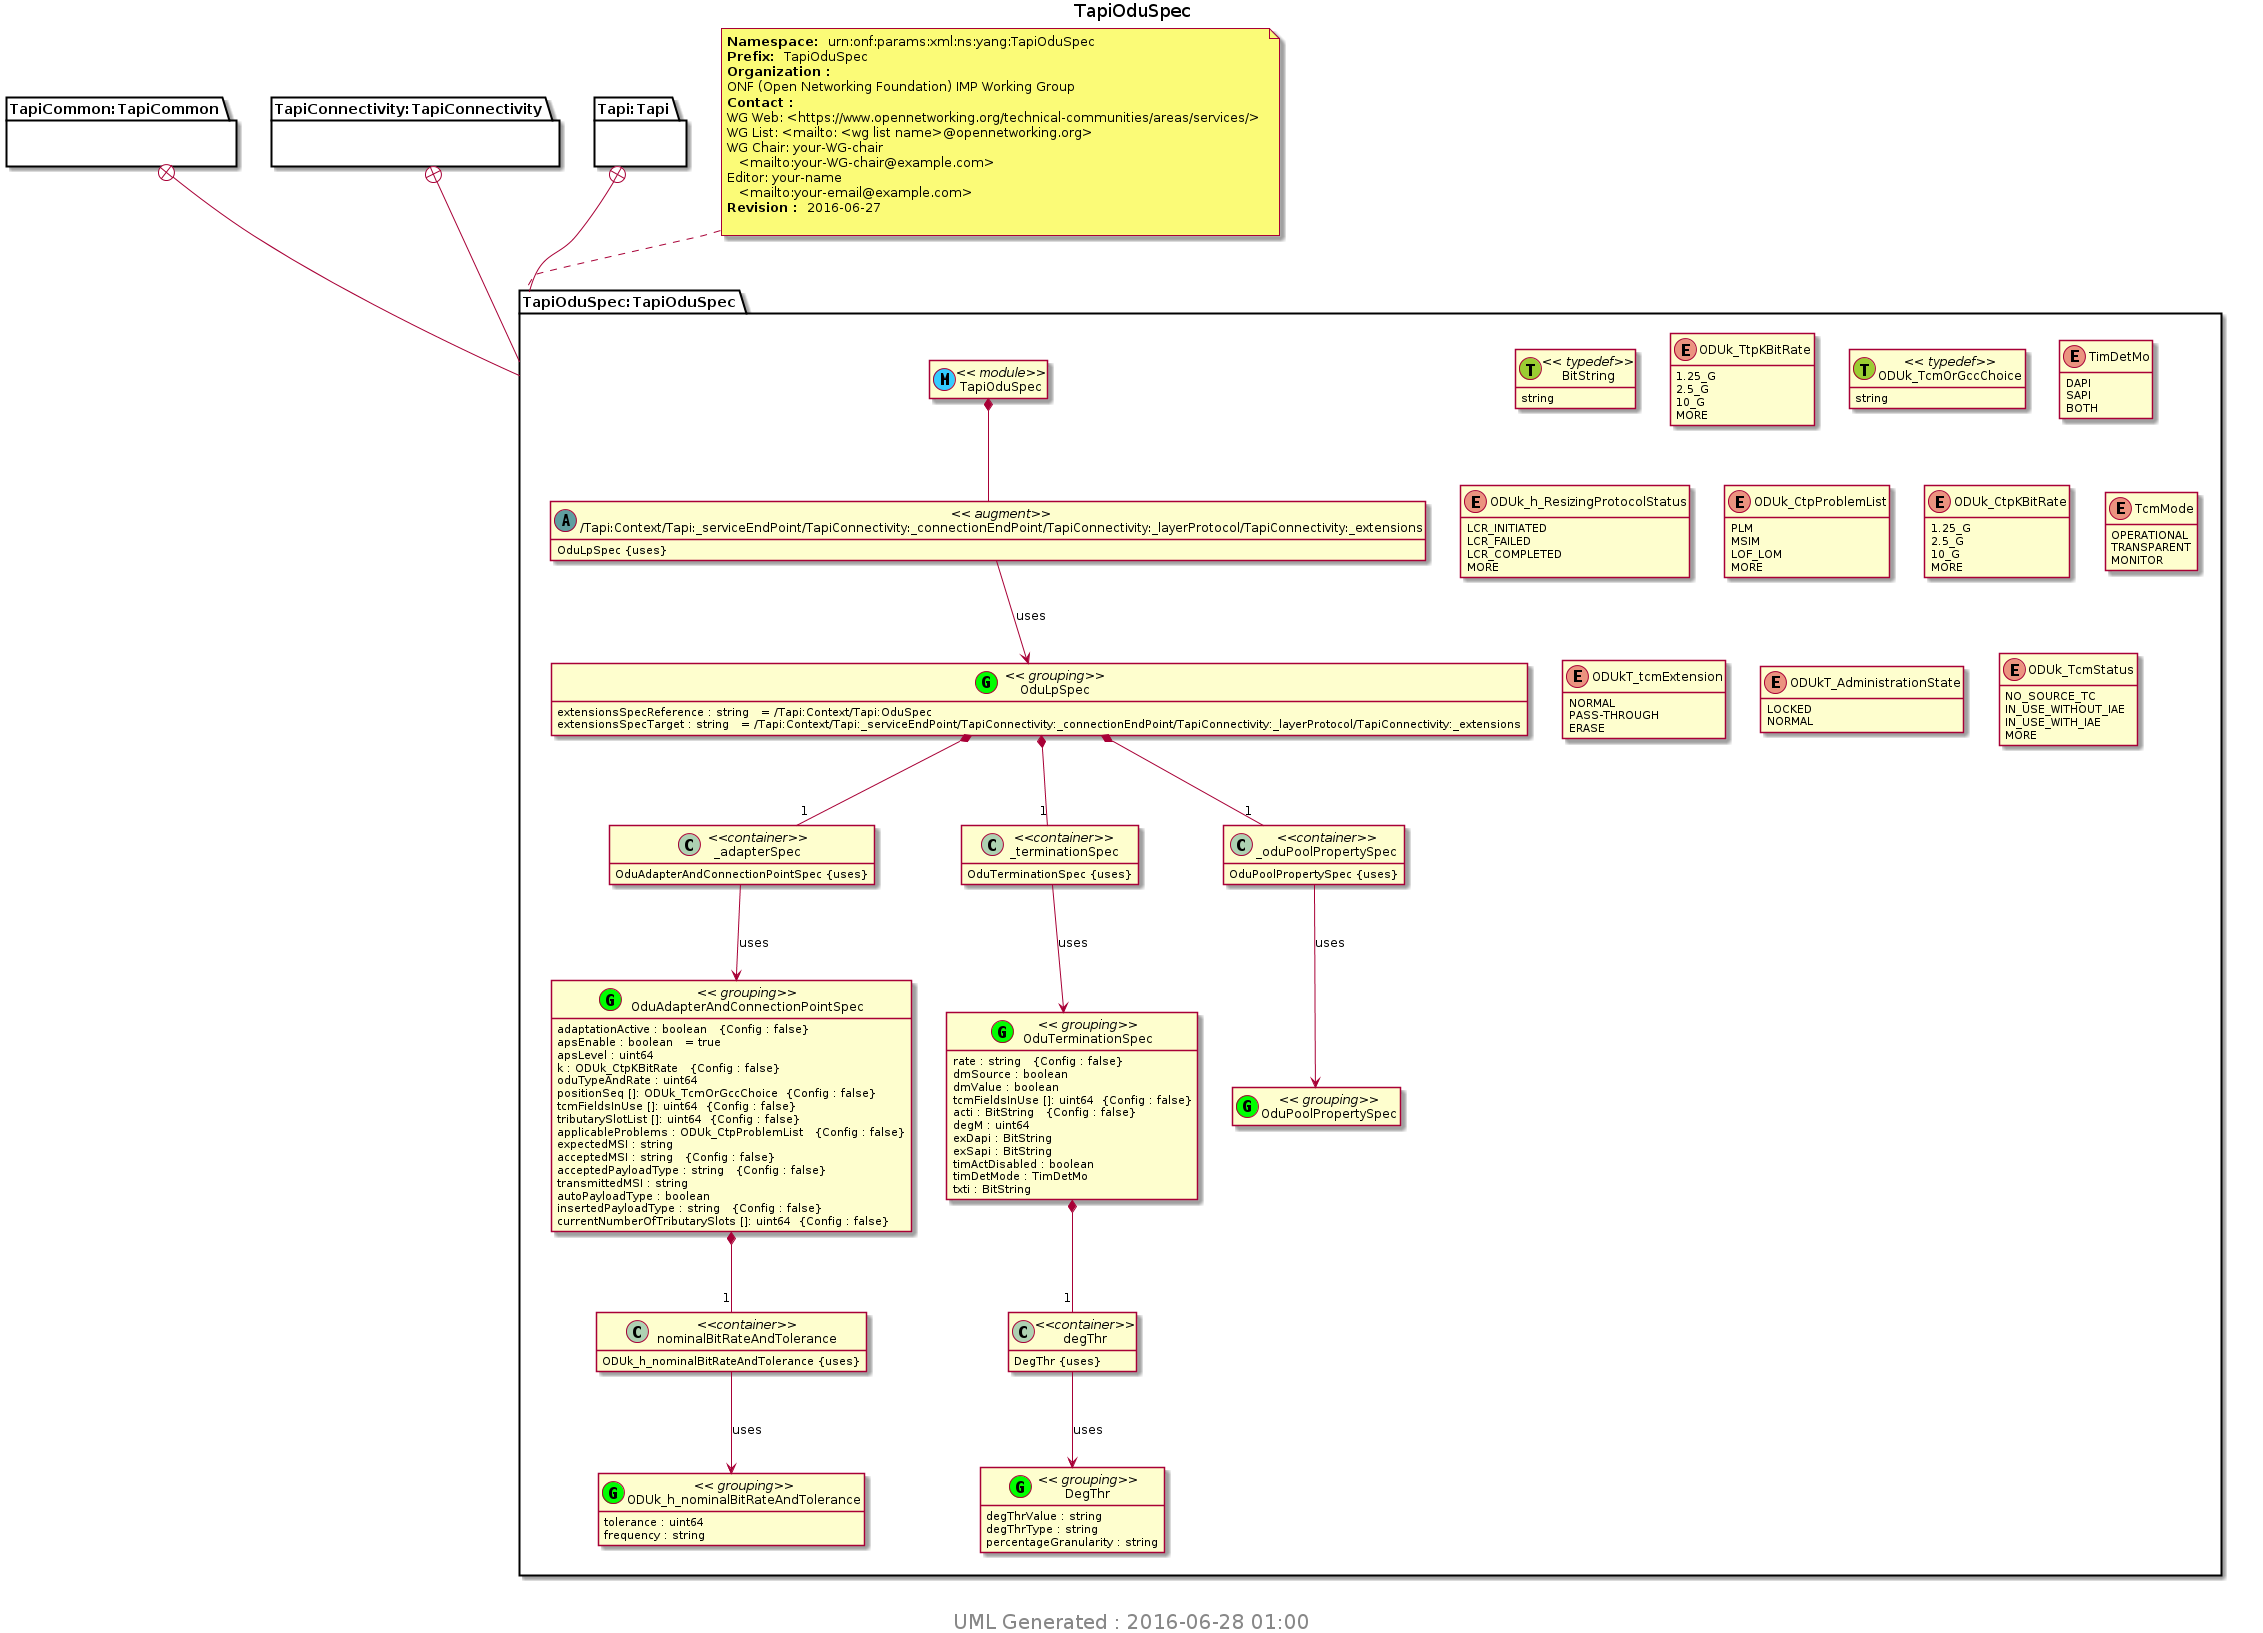 TapiOduSpec
Namespace: urn:onf:params:xml:ns:yang:TapiOduSpec
Prefix: TapiOduSpec
Organization :
ONF (Open Networking Foundation) IMP Working Group
Contact :
WG Web: <https://www.opennetworking.org/technical-communities/areas/services/>
WG List: <mailto: <wg list name>@opennetworking.org>
WG Chair: your-WG-chair
<mailto:your-WG-chair@example.com>
Editor: your-name
<mailto:your-email@example.com>
Revision : 2016-06-27
TapiCommon:TapiCommon
TapiConnectivity:TapiConnectivity
Tapi:Tapi
TapiOduSpec:TapiOduSpec
M
<< module>>
TapiOduSpec
T
<< typedef>>
BitString
string
E
ODUk_TtpKBitRate
1.25_G
2.5_G
10_G
MORE
T
<< typedef>>
ODUk_TcmOrGccChoice
string
E
TimDetMo
DAPI
SAPI
BOTH
A
<< augment>>
/Tapi:Context/Tapi:_serviceEndPoint/TapiConnectivity:_connectionEndPoint/TapiConnectivity:_layerProtocol/TapiConnectivity:_extensions
OduLpSpec {uses}
E
ODUk_h_ResizingProtocolStatus
LCR_INITIATED
LCR_FAILED
LCR_COMPLETED
MORE
E
ODUk_CtpProblemList
PLM
MSIM
LOF_LOM
MORE
E
ODUk_CtpKBitRate
1.25_G
2.5_G
10_G
MORE
E
TcmMode
OPERATIONAL
TRANSPARENT
MONITOR
uses
G
<< grouping>>
OduLpSpec
extensionsSpecReference : string = /Tapi:Context/Tapi:OduSpec
extensionsSpecTarget : string = /Tapi:Context/Tapi:_serviceEndPoint/TapiConnectivity:_connectionEndPoint/TapiConnectivity:_layerProtocol/TapiConnectivity:_extensions
E
ODUkT_tcmExtension
NORMAL
PASS-THROUGH
ERASE
E
ODUkT_AdministrationState
LOCKED
NORMAL
E
ODUk_TcmStatus
NO_SOURCE_TC
IN_USE_WITHOUT_IAE
IN_USE_WITH_IAE
MORE
1
1
1
C
<<container>>
_adapterSpec
OduAdapterAndConnectionPointSpec {uses}
C
<<container>>
_terminationSpec
OduTerminationSpec {uses}
C
<<container>>
_oduPoolPropertySpec
OduPoolPropertySpec {uses}
uses
uses
uses
G
<< grouping>>
OduAdapterAndConnectionPointSpec
adaptationActive : boolean {Config : false}
apsEnable : boolean = true
apsLevel : uint64
k : ODUk_CtpKBitRate {Config : false}
oduTypeAndRate : uint64
positionSeq []: ODUk_TcmOrGccChoice {Config : false}
tcmFieldsInUse []: uint64 {Config : false}
tributarySlotList []: uint64 {Config : false}
applicableProblems : ODUk_CtpProblemList {Config : false}
expectedMSI : string
acceptedMSI : string {Config : false}
acceptedPayloadType : string {Config : false}
transmittedMSI : string
autoPayloadType : boolean
insertedPayloadType : string {Config : false}
currentNumberOfTributarySlots []: uint64 {Config : false}
G
<< grouping>>
OduTerminationSpec
rate : string {Config : false}
dmSource : boolean
dmValue : boolean
tcmFieldsInUse []: uint64 {Config : false}
acti : BitString {Config : false}
degM : uint64
exDapi : BitString
exSapi : BitString
timActDisabled : boolean
timDetMode : TimDetMo
txti : BitString
G
<< grouping>>
OduPoolPropertySpec
1
1
C
<<container>>
nominalBitRateAndTolerance
ODUk_h_nominalBitRateAndTolerance {uses}
C
<<container>>
degThr
DegThr {uses}
uses
uses
G
<< grouping>>
ODUk_h_nominalBitRateAndTolerance
tolerance : uint64
frequency : string
G
<< grouping>>
DegThr
degThrValue : string
degThrType : string
percentageGranularity : string
UML Generated : 2016-06-28 01:00